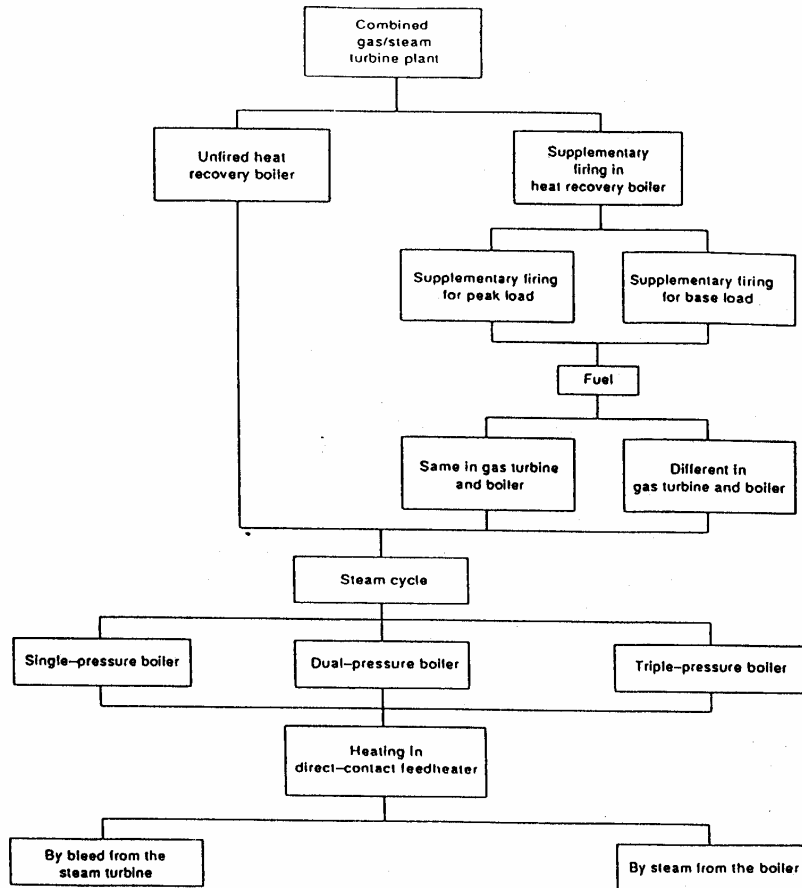 Combined
gas/steam
turbine plant
Unfired heat
recovery boiler
Supplementary
firing in
heat recovery boiler
Supplementary firing
for peak load
Supplementary firing
for base load
Fuel
Same in gas turbine
and boiler
Different in
gas turbine and boiler
Steam cycle
Single-pressure boiler
Dual-pressure boiler
Triple-pressure boiler
Heating in
direct-contact feedheater
By bleed from the
steam turbine
By steam from the boiler